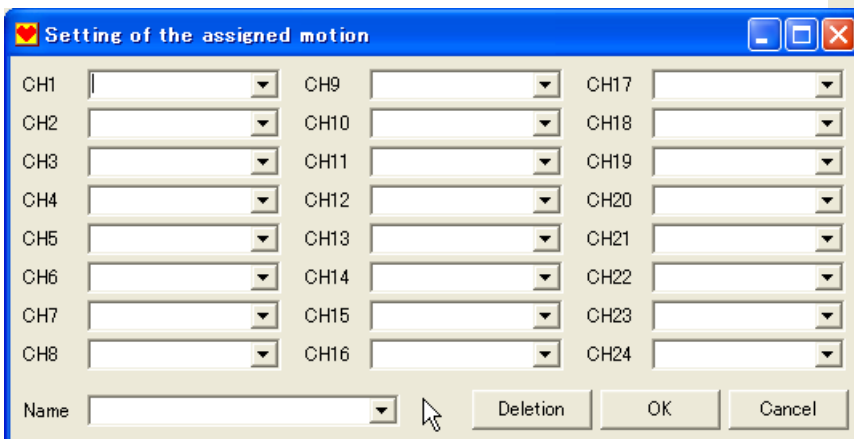 Setting of the assigned motion
CH1 CH9 CH17
CH2 CH10 CH18
CH3 CH11 CH19
CH4 CH12 CH20
CH5 CH13 CH21
CH6 CH14 CH22
CH7 CH15 CH23
CH8 CH16 CH24
Name Deletion OK Cancel